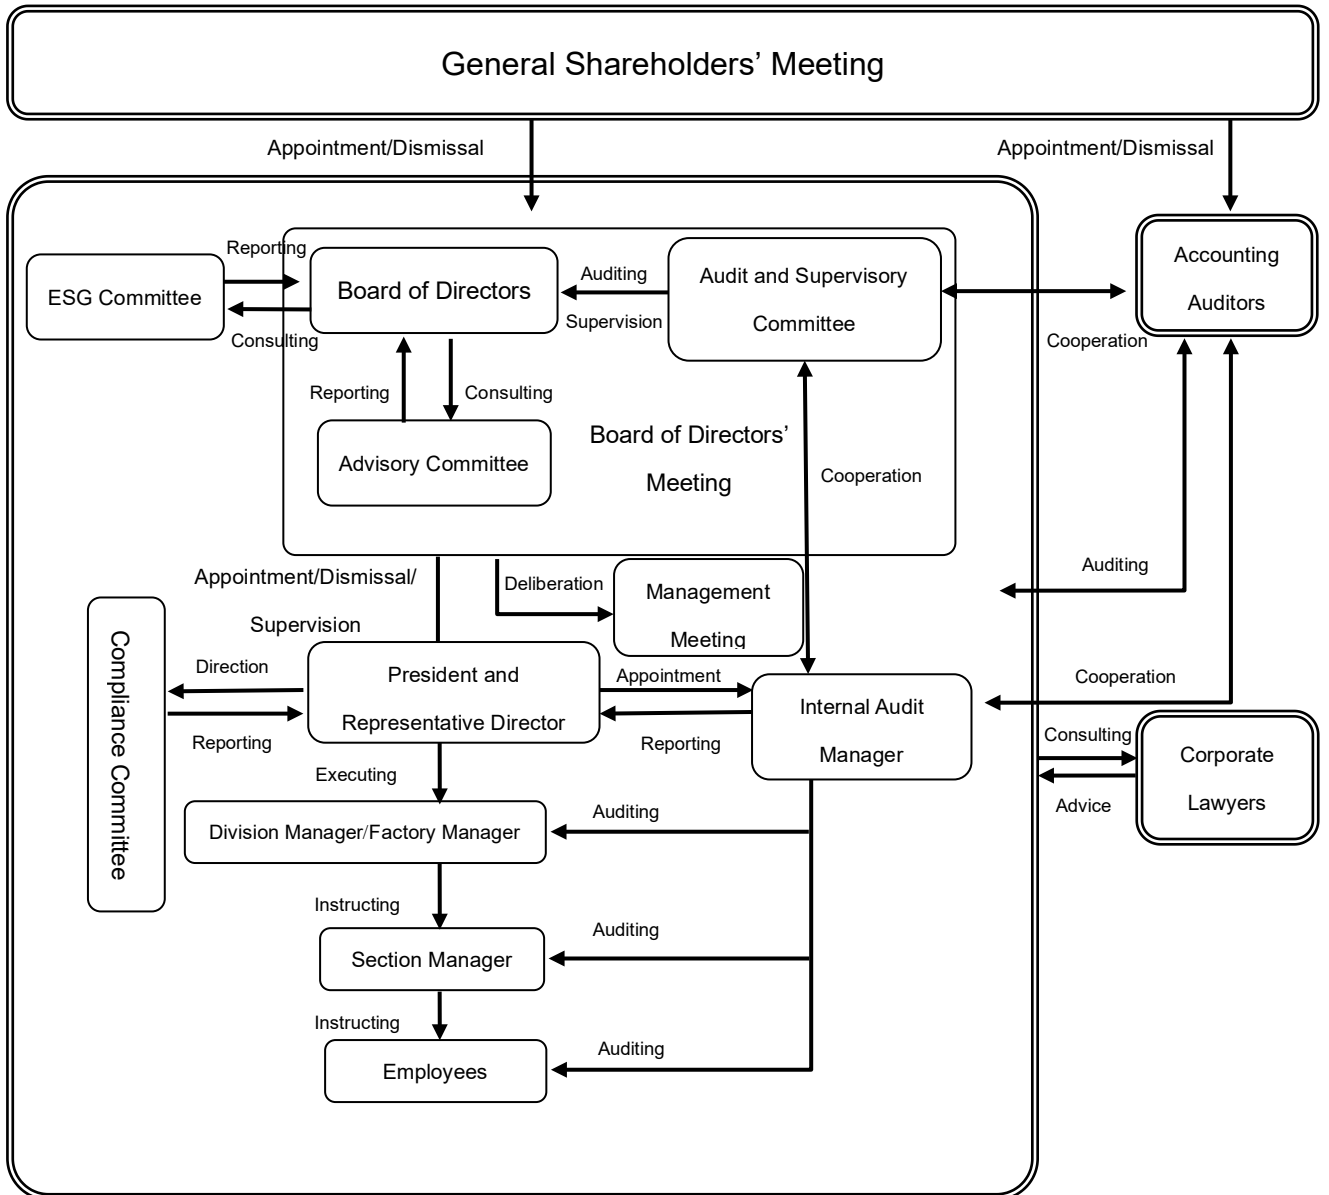 General Shareholders’ Meeting
Appointment/Dismissal
Appointment/Dismissal
Reporting
ESG Committee
Consulting
Board of Directors
Auditing
Supervision
Audit and Supervisory
Committee
Cooperation
Accounting
Auditors
Reporting
Consulting
Advisory Committee
Board of Directors’
Meeting
Cooperation
Auditing
Appointment/Dismissal/
Supervision
Deliberation
Management
Meeting
Compliance Committee
Direction
Reporting
President and
Representative Director
Appointment
Reporting
Internal Audit
Manager
Cooperation
Consulting
Advice
Corporate
Lawyers
Executing
Division Manager/Factory Manager
Auditing
Instructing
Section Manager
Auditing
Instructing
Employees
Auditing